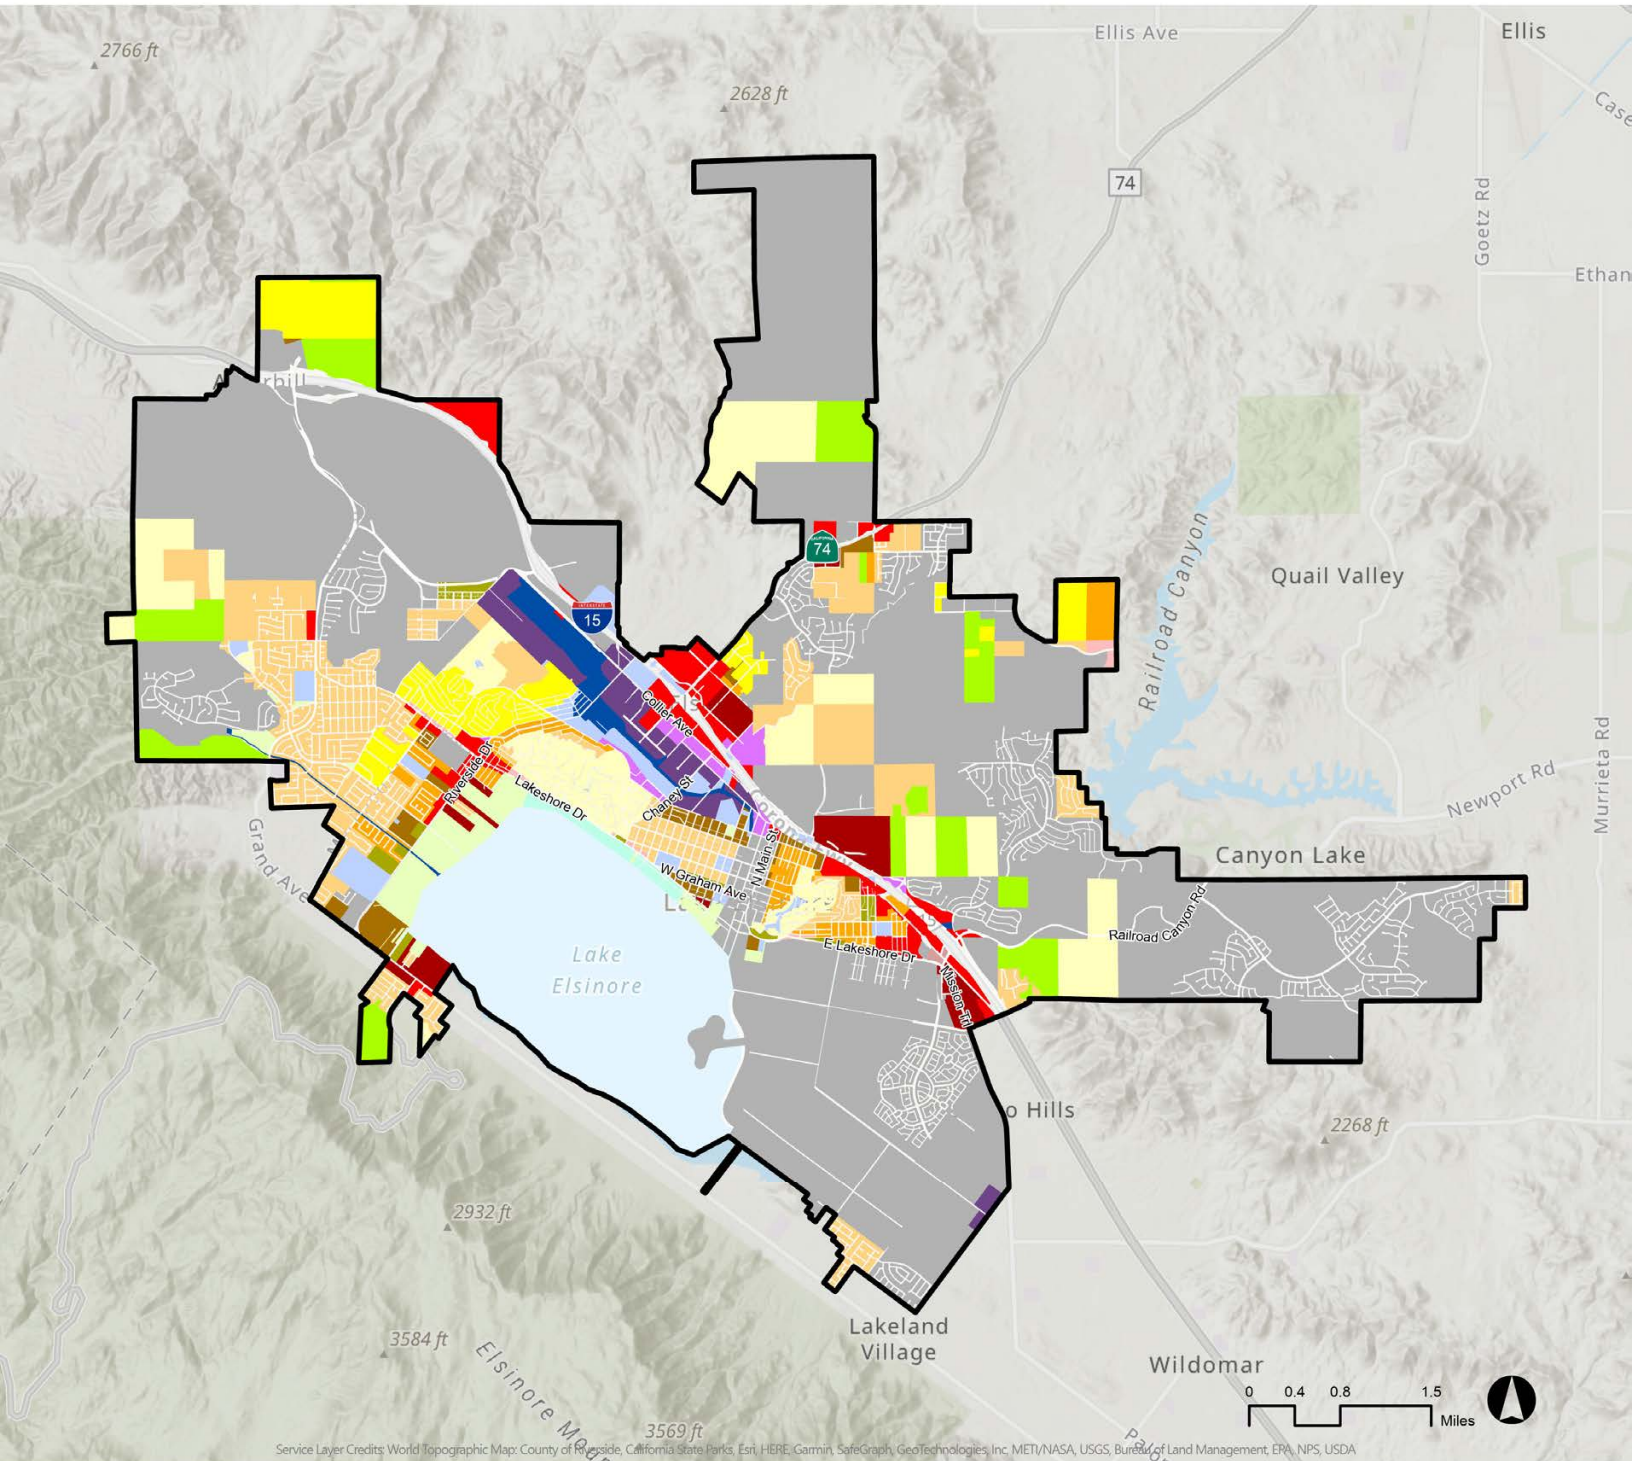 Ellis Ave
Ellis
2766 ft
2628 ft
Case
74
Goetz Rd
Ethan
74
Quail Valley
15
Railroad Canyon
Collier Ave
Riverside Dr
Lakeshore Dr
Chaney St
Newport Rd
Murrieta Rd
Grand Ave
N Main St
Canyon Lake
W Graham Ave
Railroad Canyon Rd
E Lakeshore Dr
Lake
Elsinore
Mission Trl
o Hills
2268 ft
2932 ft
Lakeland
Village
3584 ft
Wildomar
0 0.4 0.8 1.5
Miles
3569 ft
Service Layer Credits: World Topographic Map: County of Riverside, California State Parks, Esri, HERE, Garmin, SafeGraph, GeoTechnologies, Inc, METI/NASA, USGS, Bureau of Land Management, EPA, NPS, USDA